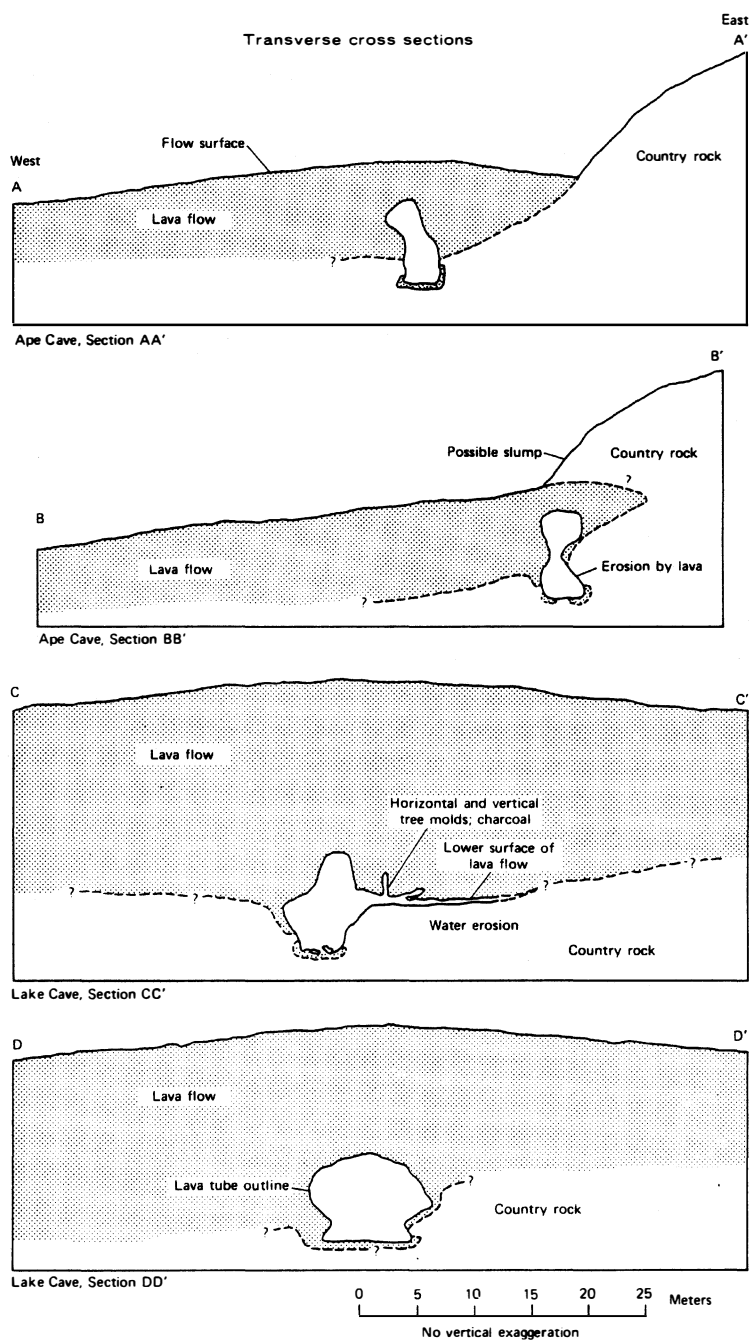 Transverse cross sections
East
A'
Country rock
Flow surface
West
A
Lava flow
?
Ape Cave, Section AA'
B'
Possible slump
Country rock
?
B
Lava flow
Erosion by lava
?
Ape Cave, Section BB'
C
C'
Lava flow
Horizontal and vertical
tree molds; charcoal
Lower surface of
lava flow
?
?
?
?
Water erosion
Country rock
Lake Cave, Section CC'
D
D'
Lava flow
Lava tube outline
?
Country rock
?
?
Lake Cave, Section DD'
0 5 10 15 20 25 Meters
No vertical exaggeration